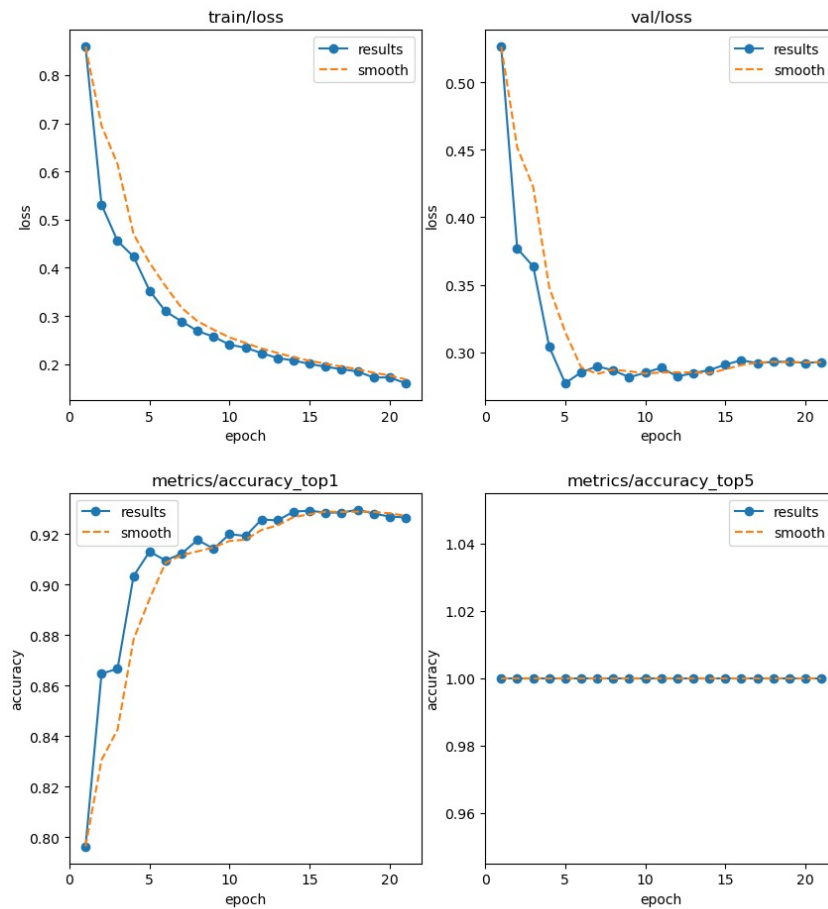 train/loss
results
smooth
loss
0.8
0.7
0.6
0.5
0.4
0.3
0.2
0
5
10
15
20
epoch
val/loss
results
smooth
loss
0.50
0.45
0.40
0.35
0.30
0
5
10
15
20
epoch
metrics/accuracy_top1
results
smooth
accuracy
0.92
0.90
0.88
0.86
0.84
0.82
0.80
0
5
10
15
20
epoch
metrics/accuracy_top5
results
smooth
accuracy
1.04
1.02
1.00
0.98
0.96
0
5
10
15
20
epoch